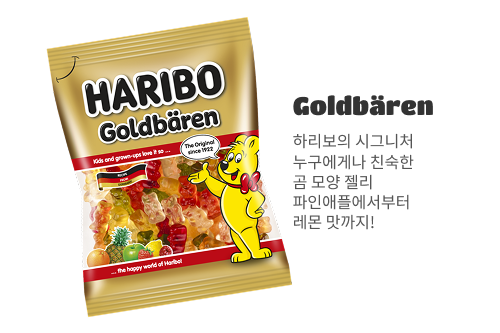 HARIBO
Goldbären
Kids and grown-ups love it so ...
The Original
since 1922
... the happy world of Haribo!
Goldbären
하리보의 시그니처
누구에게나 친숙한
곰 모양 젤리
파인애플에서부터
레몬 맛까지!